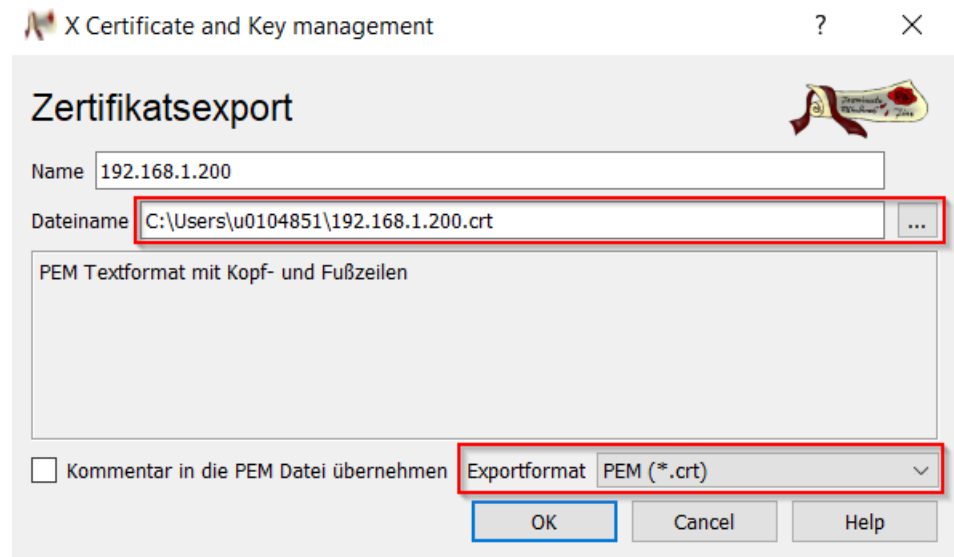 X Certificate and Key management ?
Zertifikatsexport
Name 192.168.1.200
Dateiname C:\Users\u0104851\192.168.1.200.crt ...
PEM Textformat mit Kopf- und Fußzeilen
Kommentar in die PEM Datei übernehmen Exportformat PEM (*.crt)
OK Cancel Help